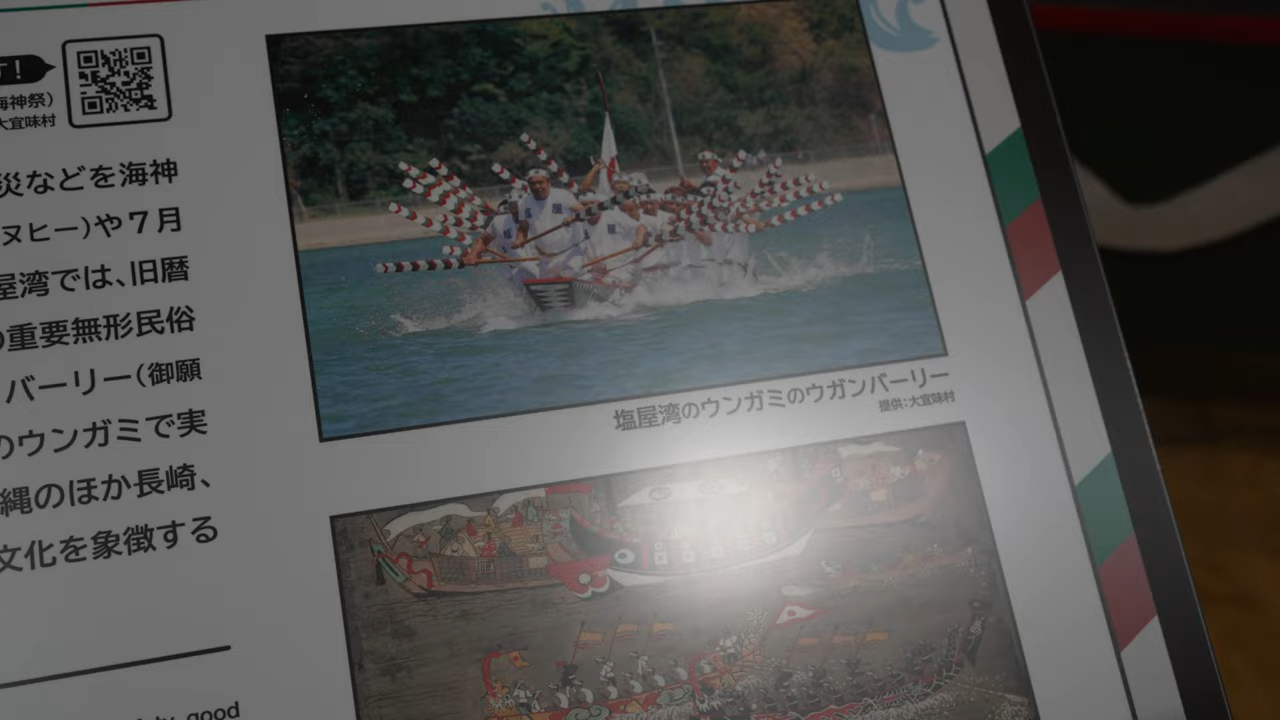 す!
海神祭)
大宜味村
災などを海神
ヌヒー)や7月
屋湾では、旧暦
の重要無形民俗
バーリー(御願
のウンガミで実
縄のほか長崎、
文化を象徴する
塩屋湾のウンガミのウガンバーリー
提供:大宜味村
good